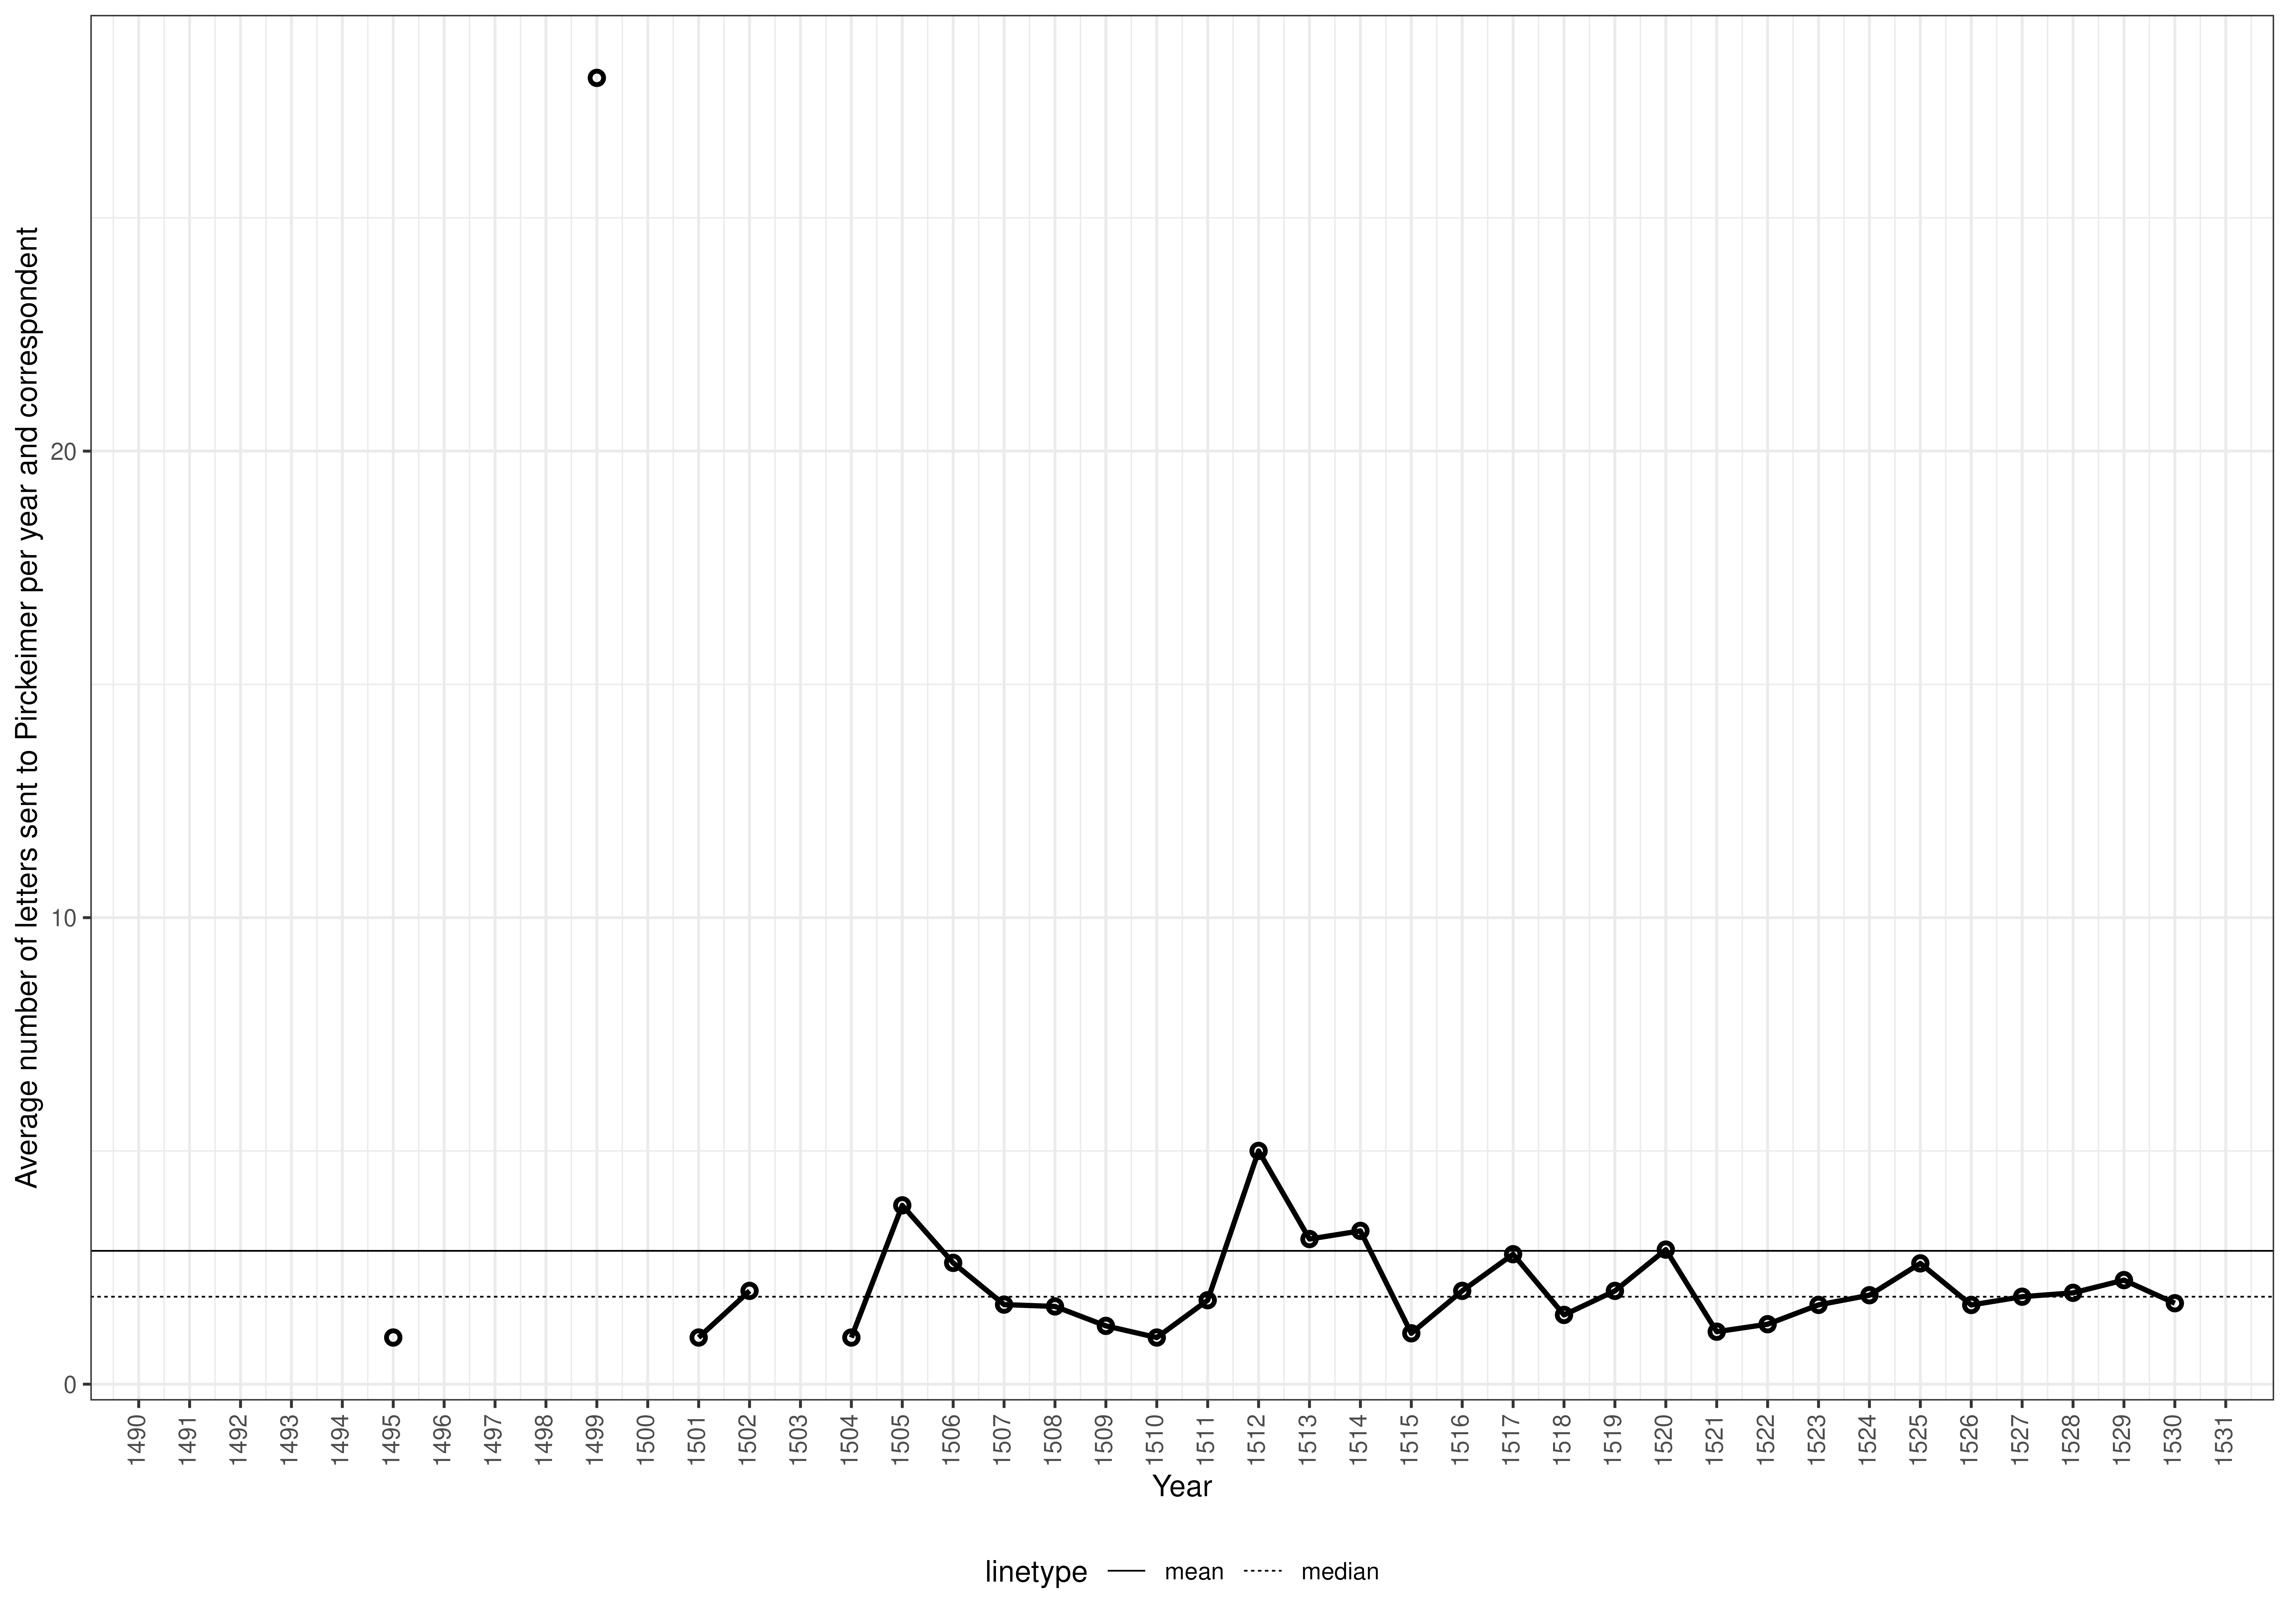 Average number of letters sent to Pirckeimer per year and correspondent
20
10
0
1490 1491 1492 1493 1494 1495 1496 1497 1498 1499 1500 1501 1502 1503 1504 1505 1506 1507 1508 1509 1510 1511 1512 1513 1514 1515 1516 1517 1518 1519 1520 1521 1522 1523 1524 1525 1526 1527 1528 1529 1530 1531
Year
linetype mean median